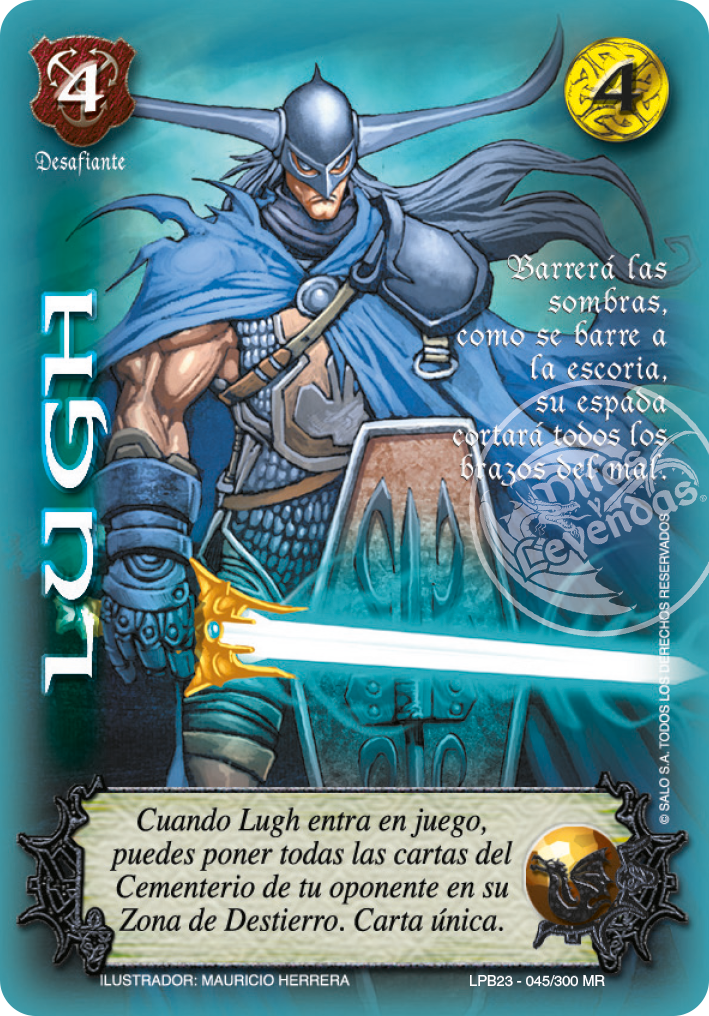 4
4
Desafiante
LUGH
Barrerá las
sombras,
como se barre a
la escoria,
su espada
cortará todos los
brazos del mal.
Mitos
y
Leyendas®
© SALO S.A. TODOS LOS DERECHOS RESERVADOS
Cuando Lugh entra en juego,
puedes poner todas las cartas del
Cementerio de tu oponente en su
Zona de Destierro. Carta única.
ILUSTRADOR: MAURICIO HERRERA
LPB23 - 045/300 MR